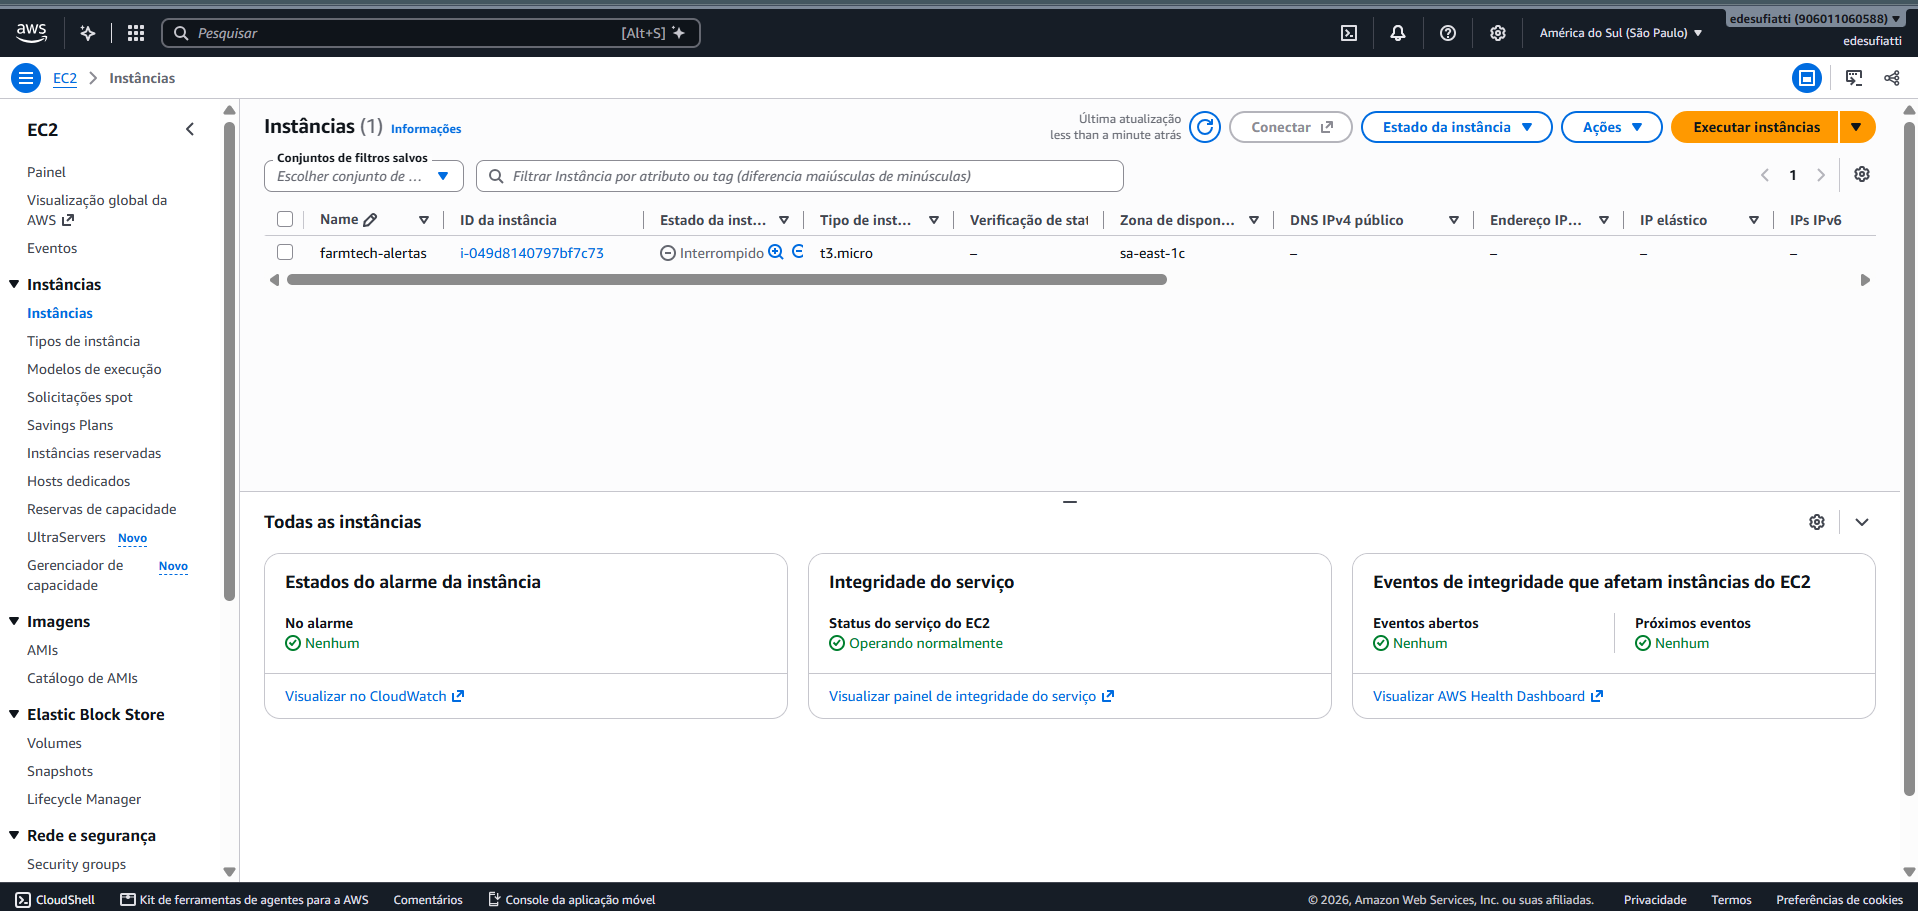 aws
Pesquisar
[Alt+S]
América do Sul (São Paulo)
edesufiatti (906011060588)
edesufiatti
EC2
Instâncias
EC2
Painel
Visualização global da
AWS
Eventos
Instâncias
Instâncias
Tipos de instância
Modelos de execução
Solicitações spot
Savings Plans
Instâncias reservadas
Hosts dedicados
Reservas de capacidade
UltraServers Novo
Gerenciador de Novo
capacidade
Imagens
AMIs
Catálogo de AMIs
Elastic Block Store
Volumes
Snapshots
Lifecycle Manager
Rede e segurança
Security groups
Instâncias (1) Informações
Última atualização
less than a minute atrás
Conectar
Estado da instância
Ações
Executar instâncias
Conjuntos de filtros salvos
Escolher conjunto de ...
Filtrar Instância por atributo ou tag (diferencia maiúsculas de minúsculas)
1
Name ID da instância Estado da inst... Tipo de inst... Verificação de stat Zona de dispon... DNS IPv4 público Endereço IP... IP elástico IPs IPv6
farmtech-alertas i-049d8140797bf7c73 Interrompido t3.micro – sa-east-1c – – – –
Todas as instâncias
Estados do alarme da instância
No alarme
Nenhum
Visualizar no CloudWatch
Integridade do serviço
Status do serviço do EC2
Operando normalmente
Visualizar painel de integridade do serviço
Eventos de integridade que afetam instâncias do EC2
Eventos abertos
Nenhum
Próximos eventos
Nenhum
Visualizar AWS Health Dashboard
CloudShell
Kit de ferramentas de agentes para a AWS
Comentários
Console da aplicação móvel
© 2026, Amazon Web Services, Inc. ou suas afiliadas.
Privacidade
Termos
Preferências de cookies